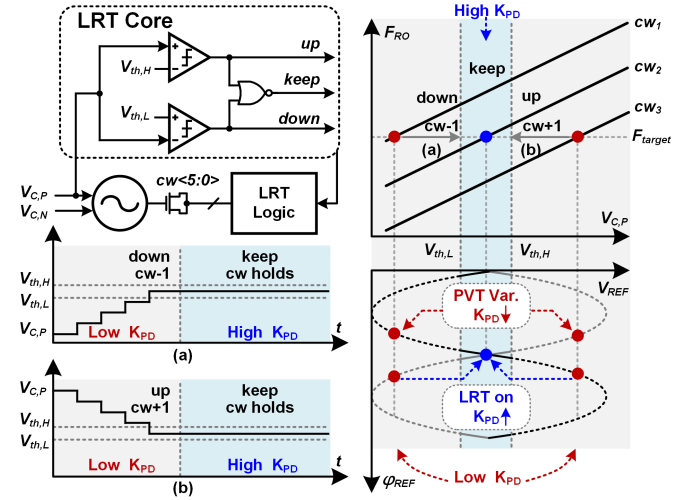 LRT Core
up
V_th,H
keep
V_th,L
down
V_C,P
V_C,N
cw<5:0>
LRT
Logic
down
cw-1
keep
cw holds
V_th,H
V_th,L
V_C,P
Low K_PD
High K_PD
t
(a)
V_C,P
up
cw+1
keep
cw holds
V_th,H
V_th,L
Low K_PD
High K_PD
t
(b)
High K_PD
F_RO
cw_1
keep
cw_2
down
up
cw_3
cw-1
cw+1
F_target
(a)
(b)
V_C,P
V_th,L
V_th,H
V_REF
PVT Var.
K_PD↓
LRT on
K_PD↑
Low K_PD
φ_REF